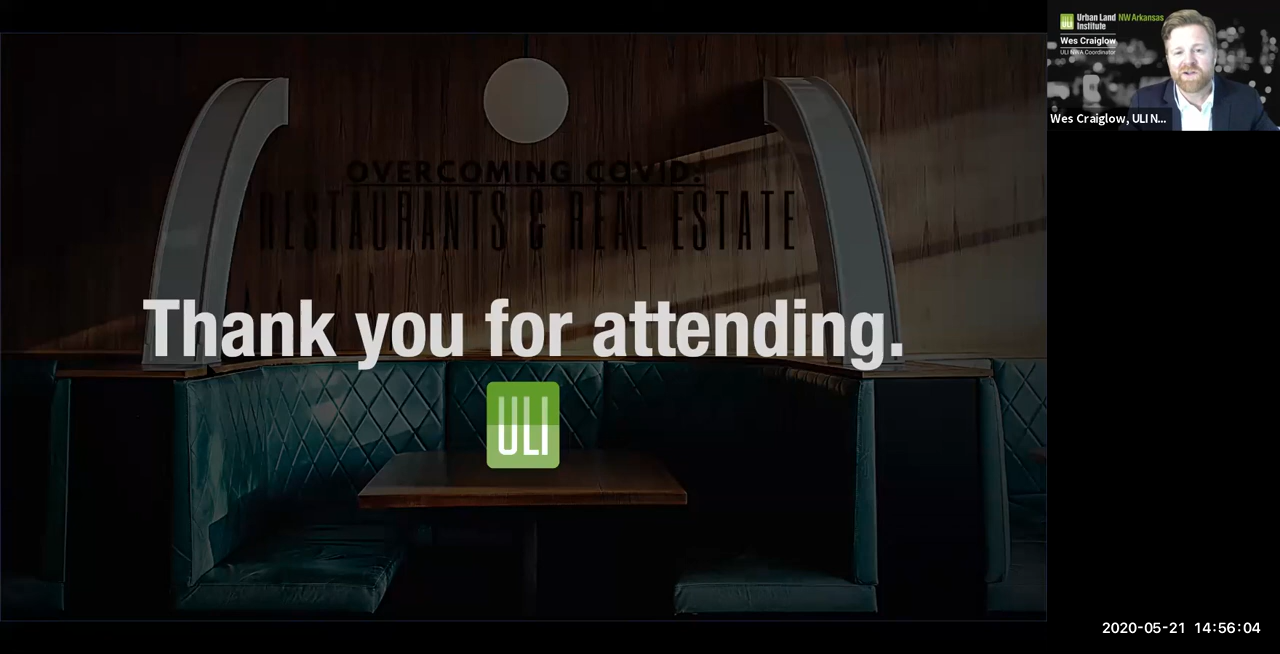 OVERCOMING COVID:
RESTAURANTS & REAL ESTATE
Thank you for attending.
ULI
ULI
Urban Land
Institute
NW Arkansas
Wes Craiglow
ULI NWA Coordinator
Wes Craiglow, ULI N...
2020-05-21 14:56:04